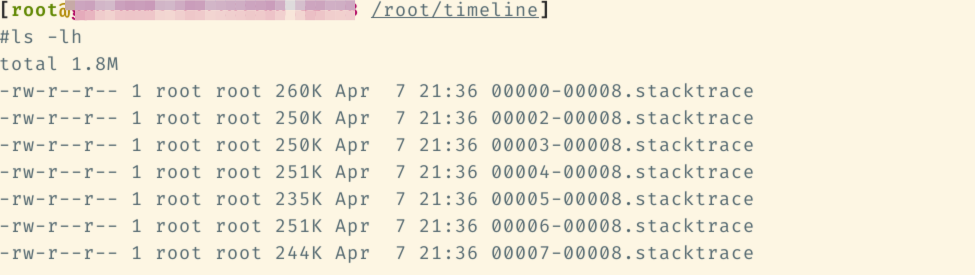 [root@ /root/timeline]
#ls -lh
total 1.8M
-rw-r--r-- 1 root root 260K Apr  7 21:36 00000-00008.stacktrace
-rw-r--r-- 1 root root 250K Apr  7 21:36 00002-00008.stacktrace
-rw-r--r-- 1 root root 250K Apr  7 21:36 00003-00008.stacktrace
-rw-r--r-- 1 root root 251K Apr  7 21:36 00004-00008.stacktrace
-rw-r--r-- 1 root root 235K Apr  7 21:36 00005-00008.stacktrace
-rw-r--r-- 1 root root 251K Apr  7 21:36 00006-00008.stacktrace
-rw-r--r-- 1 root root 244K Apr  7 21:36 00007-00008.stacktrace